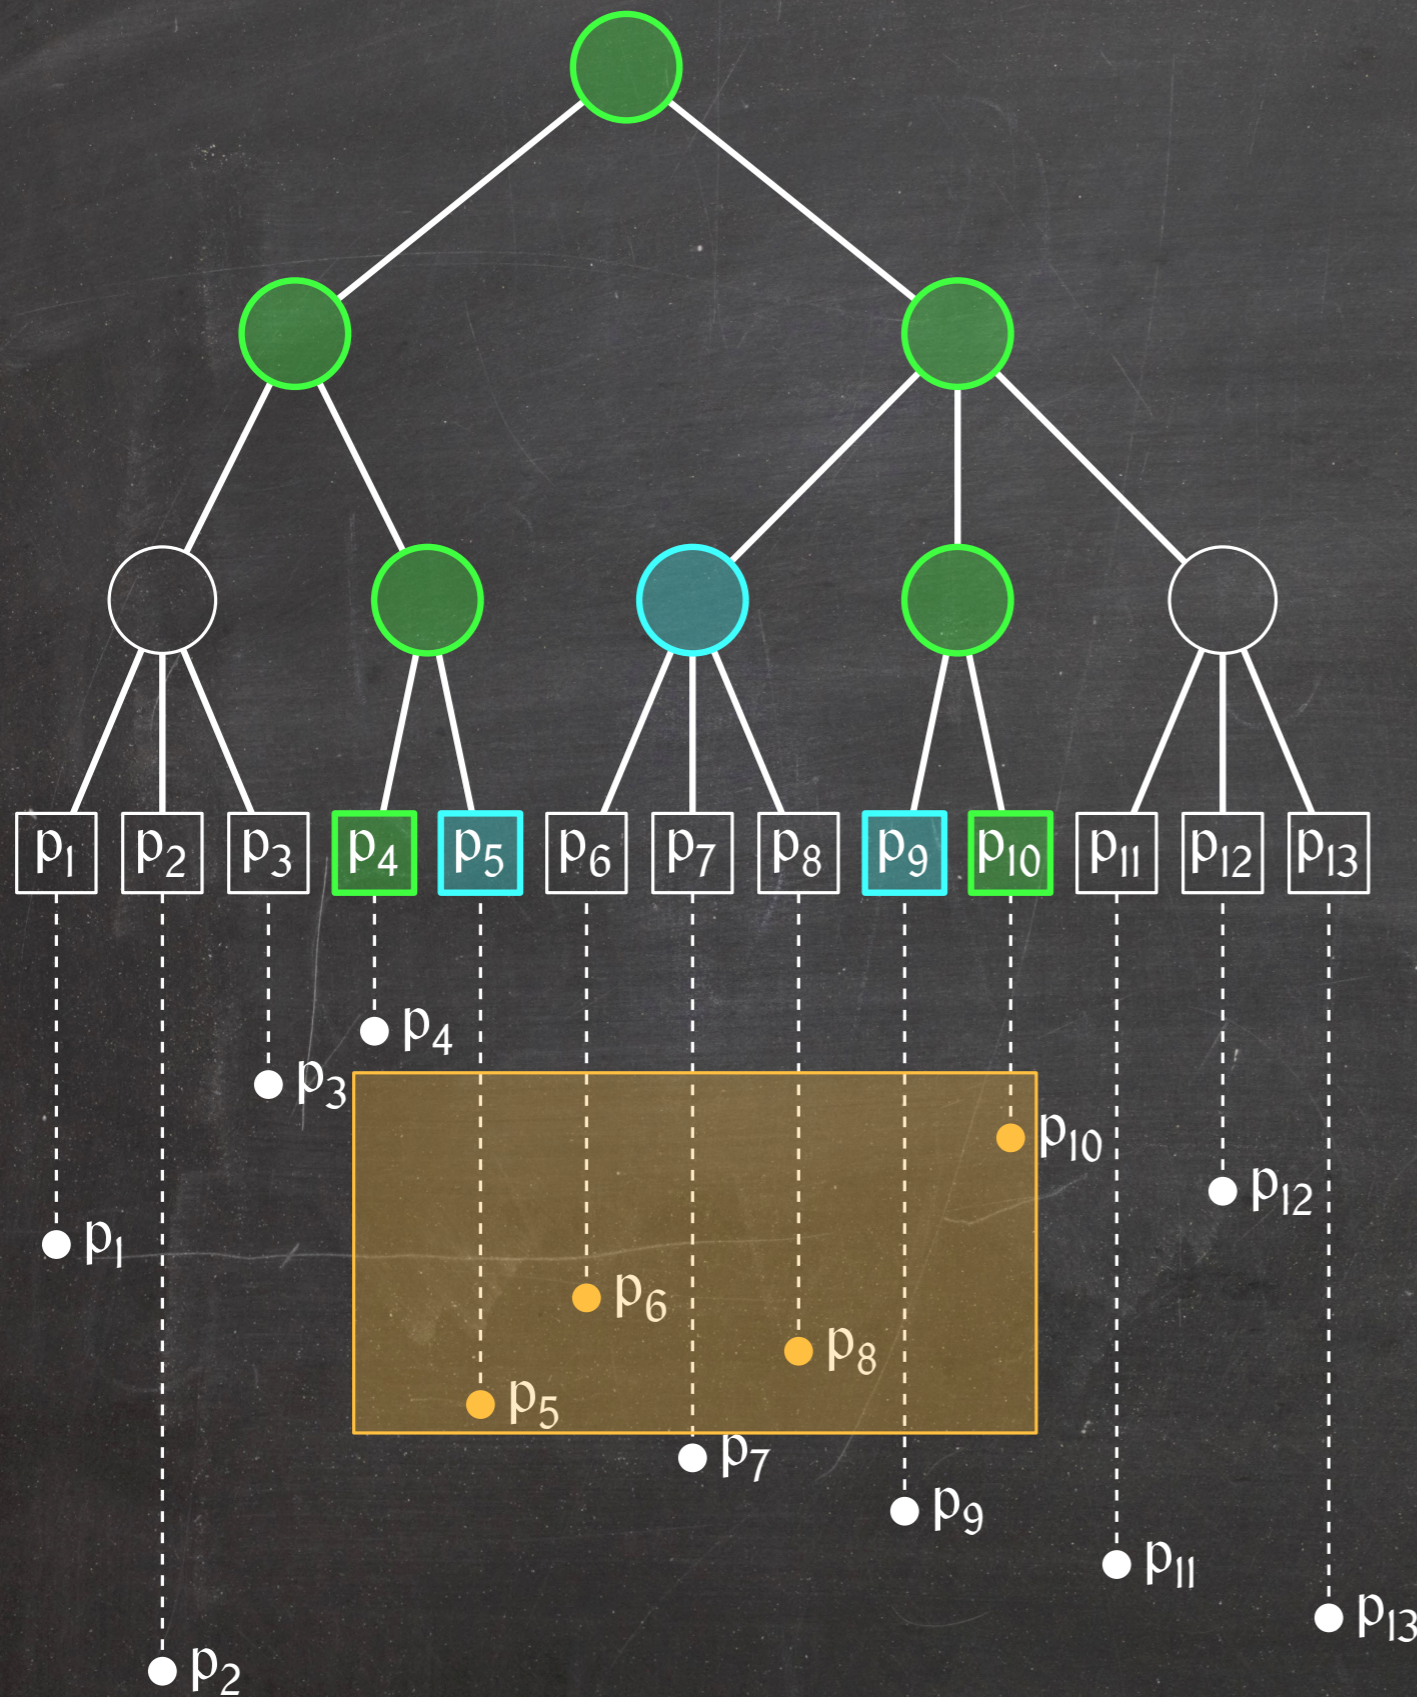 p₁ p₂ p₃ p₄ p₅ p₆ p₇ p₈ p₉ p₁₀ p₁₁ p₁₂ p₁₃
p₄
p₃
p₁₀
p₁₂
p₁
p₆
p₈
p₅
p₇
p₉
p₁₁
p₁₃
p₂